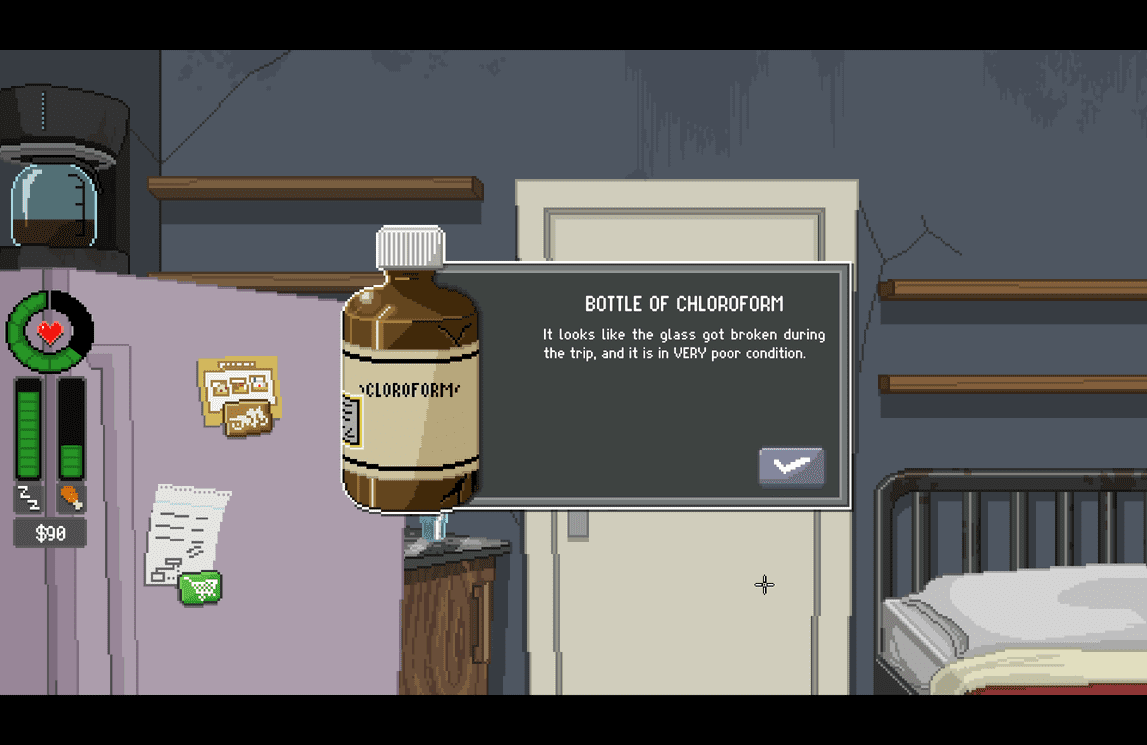 BOTTLE OF CHLOROFORM
It looks like the glass got broken during
the trip, and it is in VERY poor condition.
CLOROFORM
ZZZ
$90